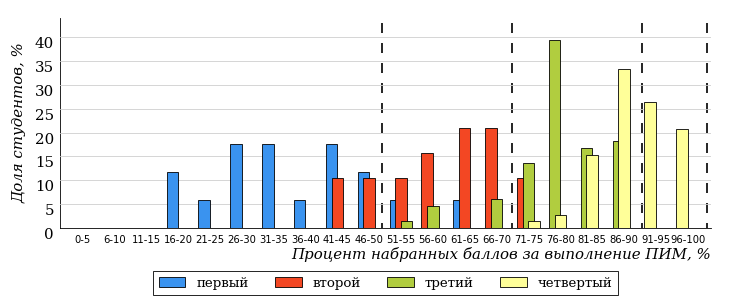 Доля студентов, %
40
35
30
25
20
15
10
5
0
0-5 6-10 11-15 16-20 21-25 26-30 31-35 36-40 41-45 46-50 51-55 56-60 61-65 66-70 71-75 76-80 81-85 86-90 91-95 96-100
Процент набранных баллов за выполнение ПИМ, %
первый второй третий четвертый